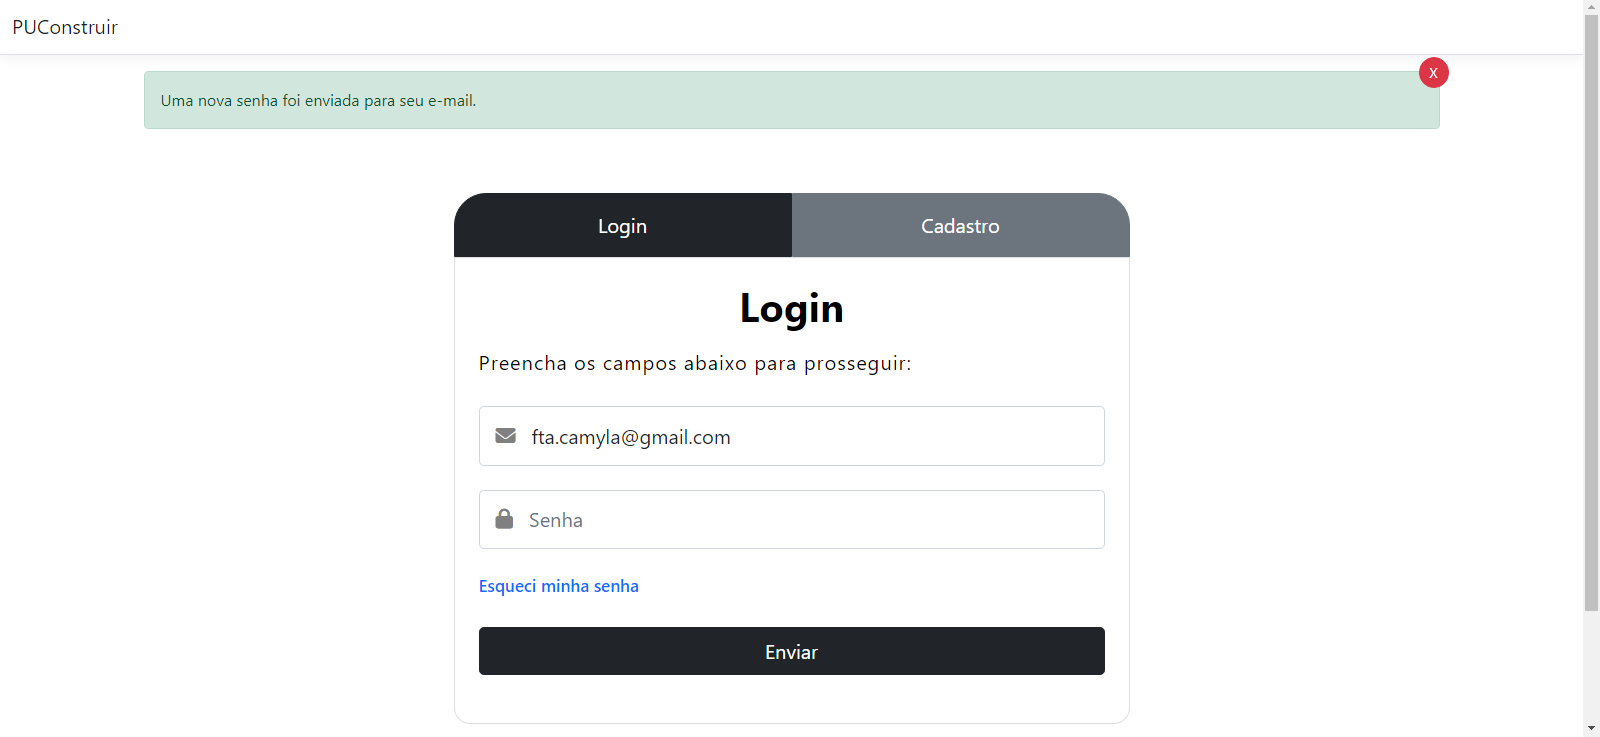 PUConstruir
X
Uma nova senha foi enviada para seu e-mail.
Login
Cadastro
Login
Preencha os campos abaixo para prosseguir:
fta.camyla@gmail.com
Senha
Esqueci minha senha
Enviar